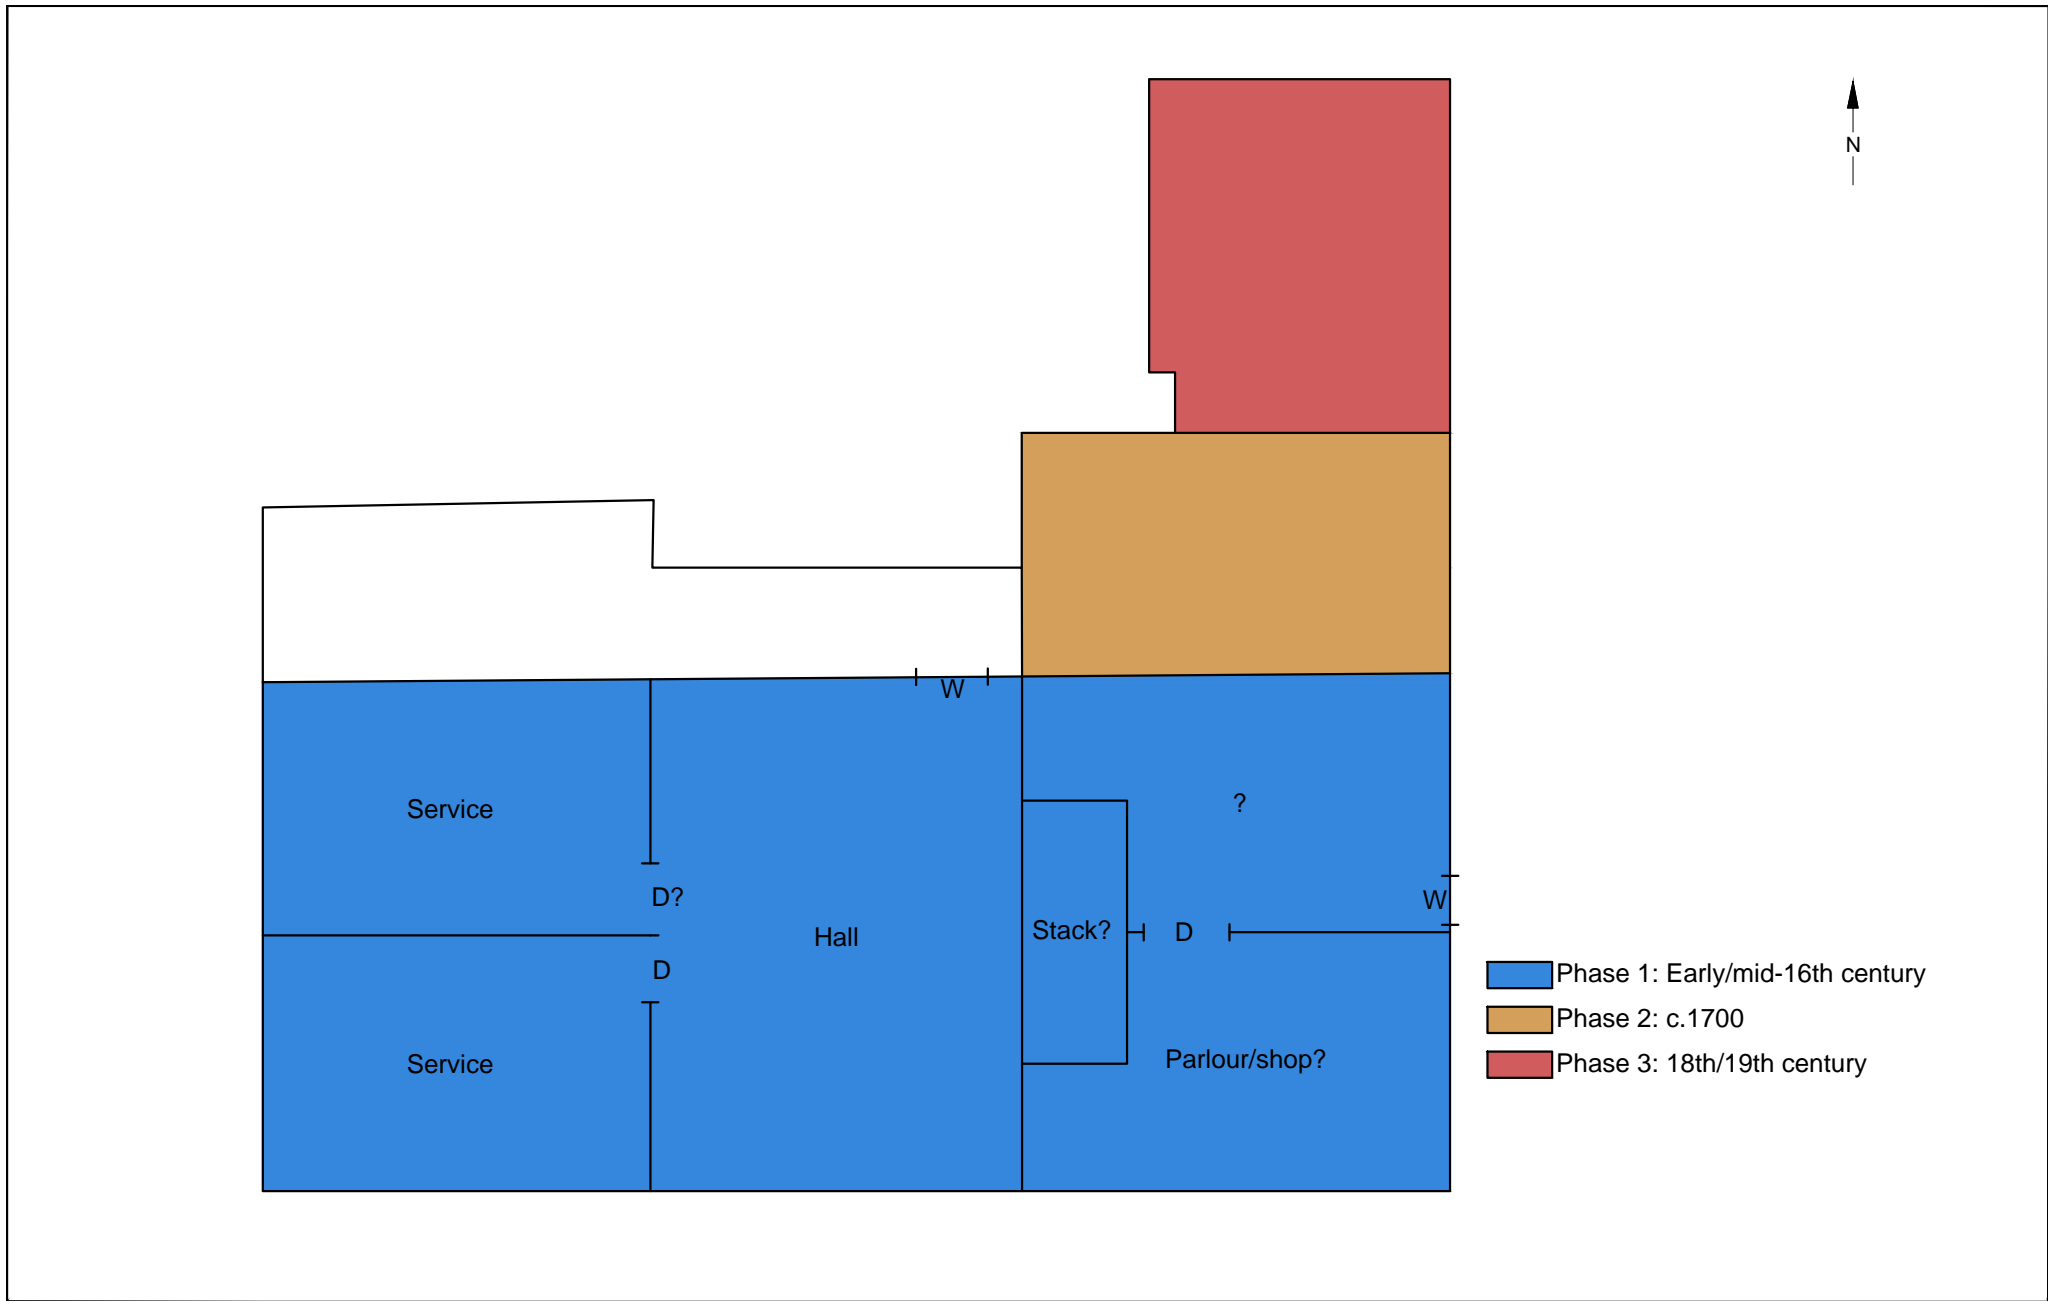 N
W
Service
?
D?
W
Hall
Stack?
D
D
Service
Parlour/shop?
Phase 1: Early/mid-16th century
Phase 2: c.1700
Phase 3: 18th/19th century